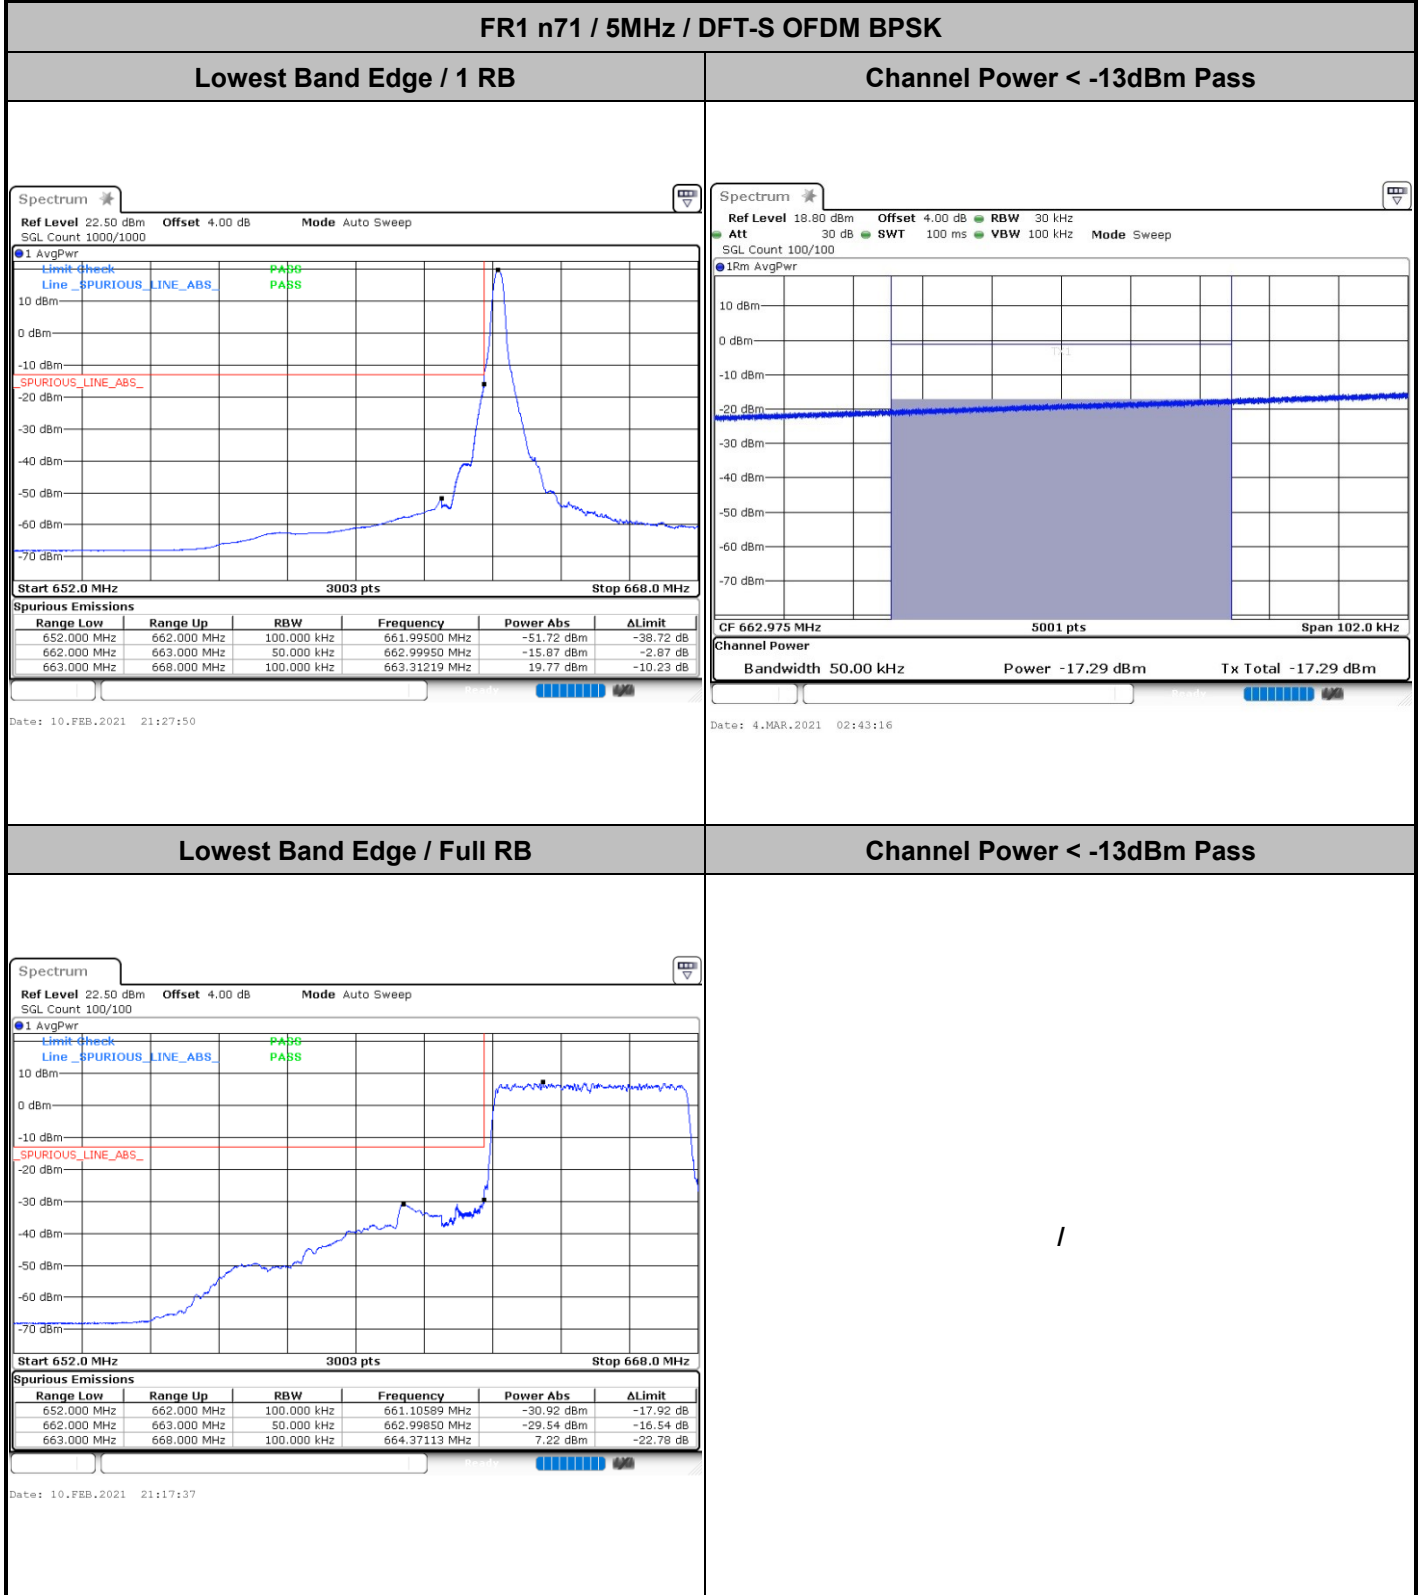 FR1 n71 / 5MHz / DFT-S OFDM BPSK
Lowest Band Edge / 1 RB
Channel Power < -13dBm Pass
Spectrum
Ref Level 22.50 dBm Offset 4.00 dB Mode Auto Sweep
SGL Count 1000/1000
1 AvgPwr
Limit Check PASS
Line _SPURIOUS_LINE_ABS_ PASS
10 dBm
0 dBm
-10 dBm
_SPURIOUS_LINE_ABS_
-20 dBm
-30 dBm
-40 dBm
-50 dBm
-60 dBm
-70 dBm
Start 652.0 MHz 3003 pts Stop 668.0 MHz
Spurious Emissions
Range Low Range Up RBW Frequency Power Abs ΔLimit
652.000 MHz 662.000 MHz 100.000 kHz 661.99500 MHz -51.72 dBm -38.72 dB
662.000 MHz 663.000 MHz 50.000 kHz 662.99950 MHz -15.87 dBm -2.87 dB
663.000 MHz 668.000 MHz 100.000 kHz 663.31219 MHz 19.77 dBm -10.23 dB
Ready
Date: 10.FEB.2021 21:27:50
Spectrum
Ref Level 18.80 dBm Offset 4.00 dB RBW 30 kHz
Att 30 dB SWT 100 ms VBW 100 kHz Mode Sweep
SGL Count 100/100
1Rm AvgPwr
10 dBm
0 dBm
Tx1
-10 dBm
-20 dBm
-30 dBm
-40 dBm
-50 dBm
-60 dBm
-70 dBm
CF 662.975 MHz 5001 pts Span 102.0 kHz
Channel Power
Bandwidth 50.00 kHz Power -17.29 dBm Tx Total -17.29 dBm
Ready
Date: 4.MAR.2021 02:43:16
Lowest Band Edge / Full RB
Channel Power < -13dBm Pass
Spectrum
Ref Level 22.50 dBm Offset 4.00 dB Mode Auto Sweep
SGL Count 100/100
1 AvgPwr
Limit Check PASS
Line _SPURIOUS_LINE_ABS_ PASS
10 dBm
0 dBm
-10 dBm
_SPURIOUS_LINE_ABS_
-20 dBm
-30 dBm
-40 dBm
-50 dBm
-60 dBm
-70 dBm
Start 652.0 MHz 3003 pts Stop 668.0 MHz
Spurious Emissions
Range Low Range Up RBW Frequency Power Abs ΔLimit
652.000 MHz 662.000 MHz 100.000 kHz 661.10589 MHz -30.92 dBm -17.92 dB
662.000 MHz 663.000 MHz 50.000 kHz 662.99850 MHz -29.54 dBm -16.54 dB
663.000 MHz 668.000 MHz 100.000 kHz 664.37113 MHz 7.22 dBm -22.78 dB
Ready
Date: 10.FEB.2021 21:17:37
/